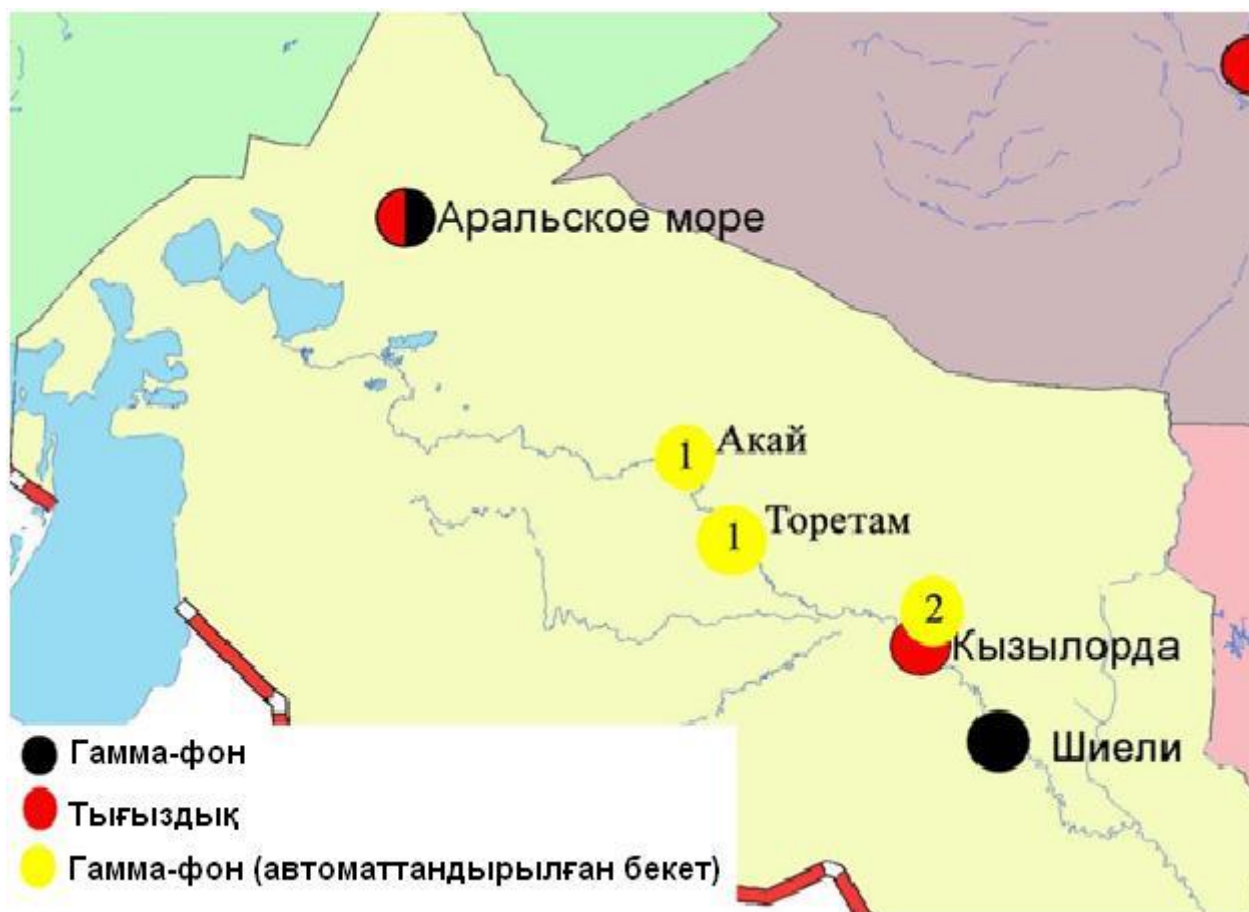 Аральское море
1 Акай
1 Торетам
2
Кызылорда
Шиели
Гамма-фон
Тығыздық
Гамма-фон (автоматтандырылған бекет)